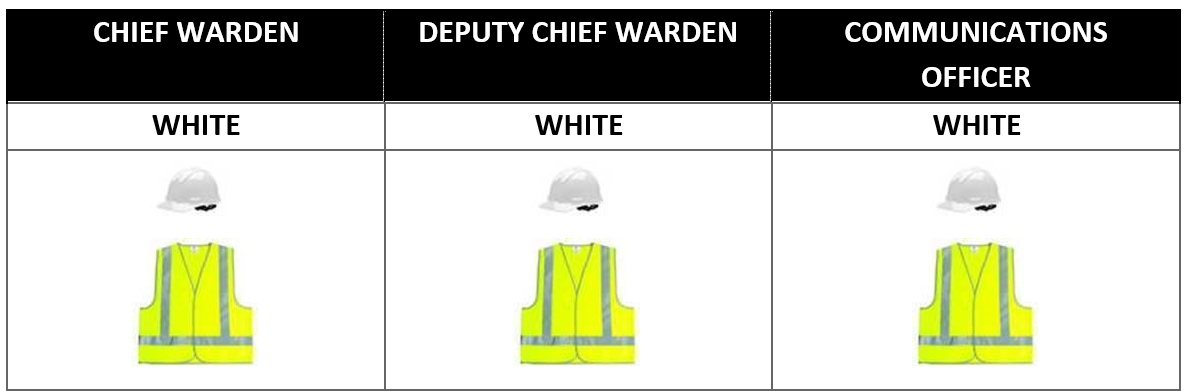 CHIEF WARDEN
DEPUTY CHIEF WARDEN
COMMUNICATIONS
OFFICER
WHITE
WHITE
WHITE